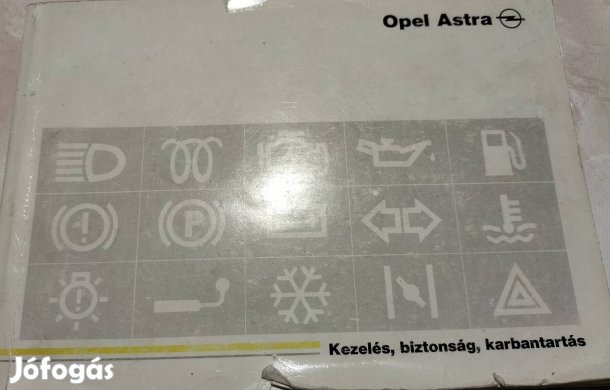 Opel Astra
P
Kezelés, biztonság, karbantartás
Jófogás